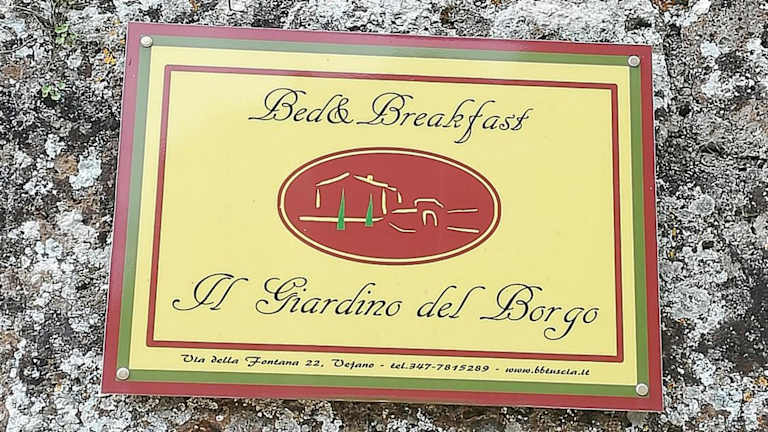 Bed & Breakfast
Il Giardino del Borgo
Via della Fontana 22, Vejano - tel.347-7815289 - www.bbtuscia.it